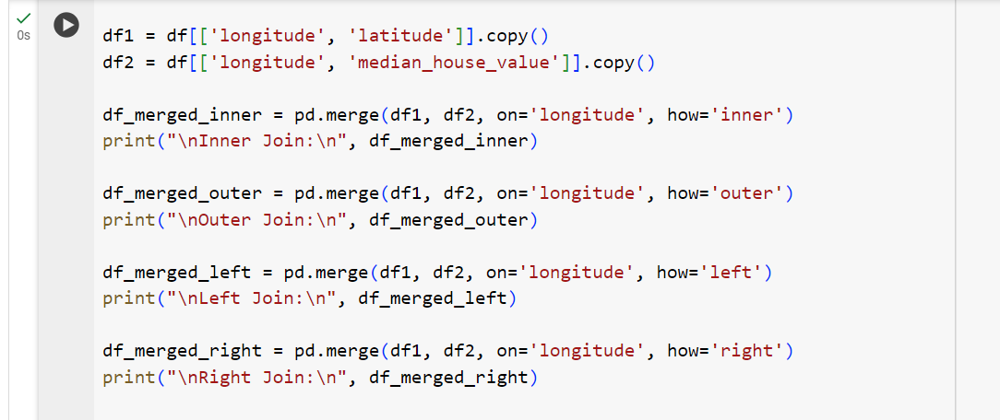 0s
df1 = df[['longitude', 'latitude']].copy()
df2 = df[['longitude', 'median_house_value']].copy()
df_merged_inner = pd.merge(df1, df2, on='longitude', how='inner')
print("\nInner Join:\n", df_merged_inner)
df_merged_outer = pd.merge(df1, df2, on='longitude', how='outer')
print("\nOuter Join:\n", df_merged_outer)
df_merged_left = pd.merge(df1, df2, on='longitude', how='left')
print("\nLeft Join:\n", df_merged_left)
df_merged_right = pd.merge(df1, df2, on='longitude', how='right')
print("\nRight Join:\n", df_merged_right)